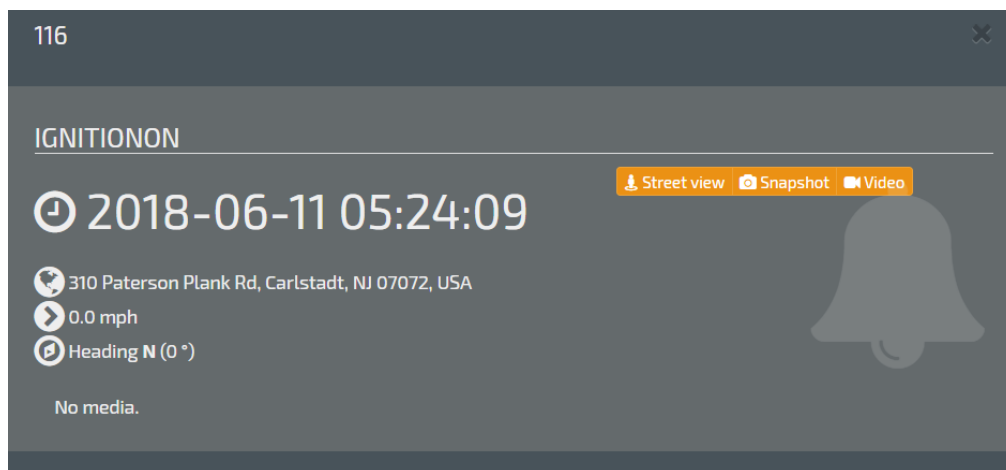 116
IGNITIONON
Street view Snapshot Video
2018-06-11 05:24:09
310 Paterson Plank Rd, Carlstadt, NJ 07072, USA
0.0 mph
Heading N (0 °)
No media.